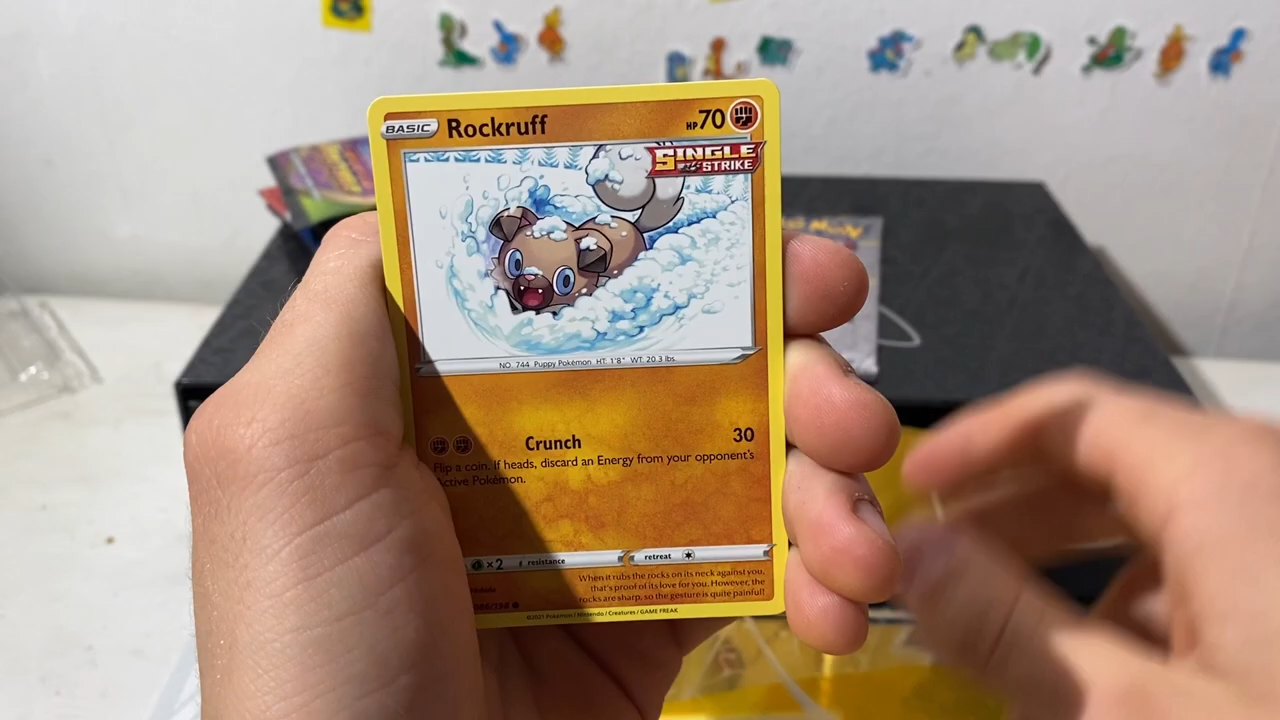 BASIC Rockruff HP 70
SINGLE
STRIKE
NO. 744 Puppy Pokémon HT: 1'8" WT: 20.3 lbs.
Crunch 30
Flip a coin. If heads, discard an Energy from your opponent's
Active Pokémon.
×2 resistance retreat
When it rubs the rocks on its neck against you,
that's proof of its love for you. However, the
rocks are sharp, so the gesture is quite painful!
086/198
©2021 Pokémon / Nintendo / Creatures / GAME FREAK